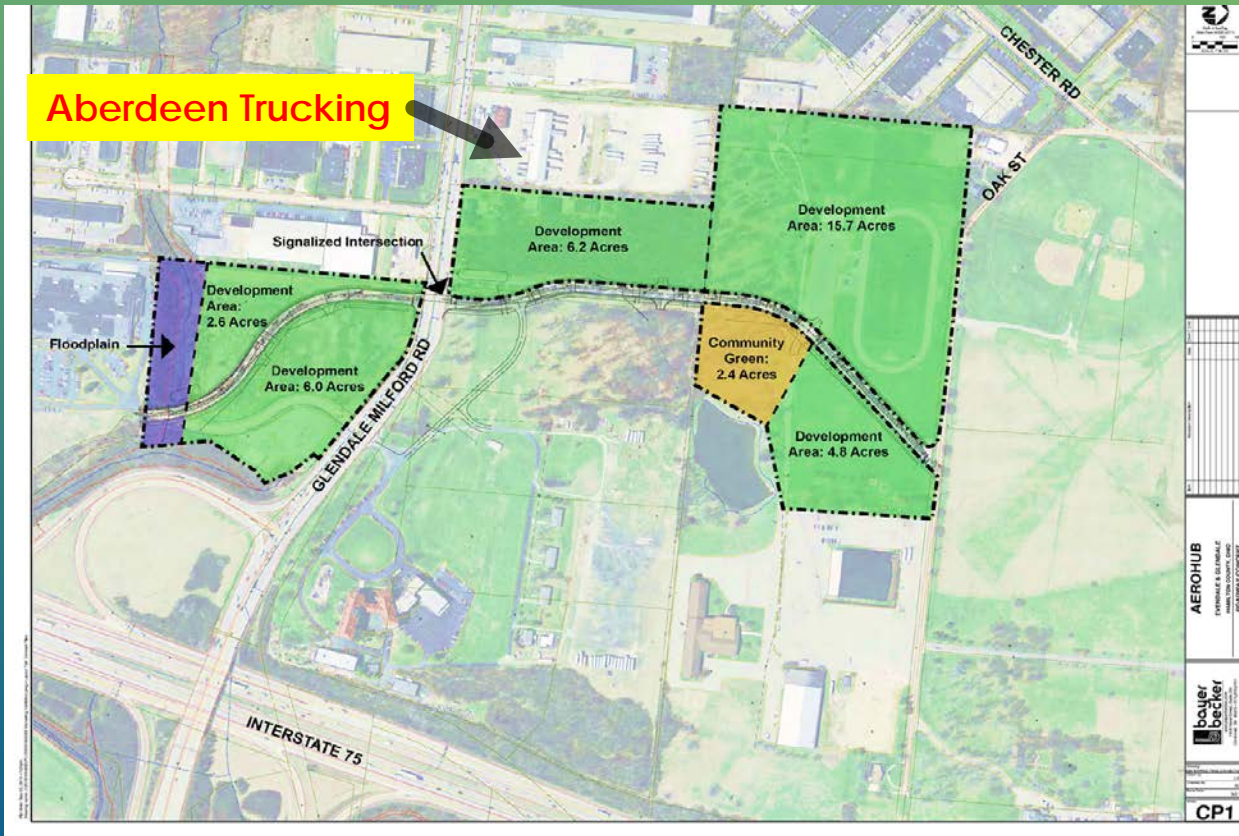 Aberdeen Trucking
CHESTER RD
OAK ST
Development
Area: 15.7 Acres
Development
Area: 6.2 Acres
Signalized Intersection
Development
Area:
2.6 Acres
Floodplain
Development
Area: 6.0 Acres
Community
Green:
2.4 Acres
Development
Area: 4.8 Acres
GLENDALE MILFORD RD
INTERSTATE 75
AEROHUB
EVENDALE & GLENDALE
HAMILTON COUNTY, OHIO
bayer
becker
CP1